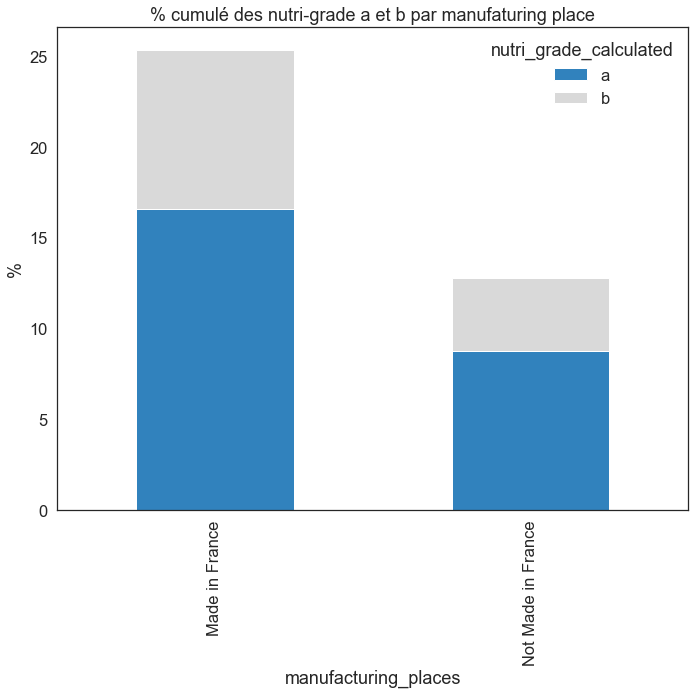 % cumulé des nutri-grade a et b par manufaturing place
nutri_grade_calculated
a
b
%
25
20
15
10
5
0
Made in France
Not Made in France
manufacturing_places